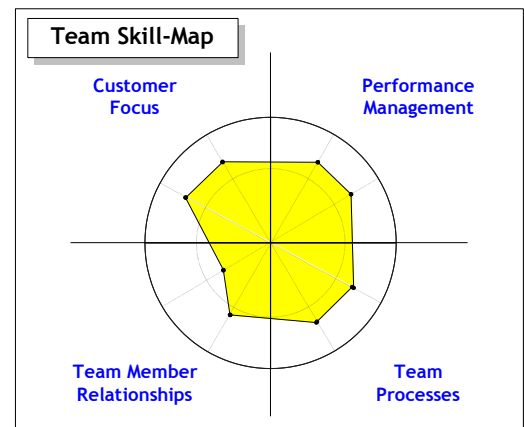 Team Skill-Map
Customer
Focus
Performance
Management
Team Member
Relationships
Team
Processes